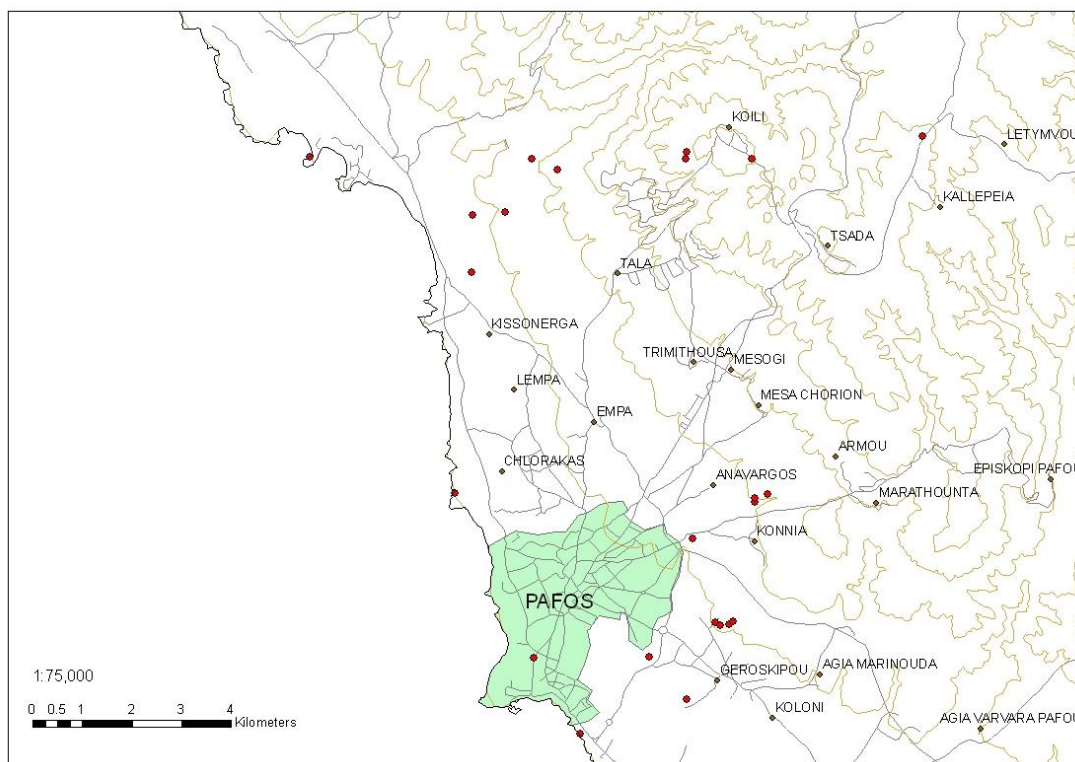 KOILI
LETYMVOU
KALLEPEIA
TSADA
TALA
KISSONERGA
TRIMITHOUSA
MESOGI
LEMPA
MESA CHORION
EMPA
ARMOU
CHLORAKAS
ANAVARGOS
EPISKOPI PAFOU
MARATHOUNTA
KONNIA
PAFOS
1:75,000
GEROSKIPOU
AGIA MARINOUDA
KOLONI
AGIA VARVARA PAFOU
0 0.5 1 2 3 4
Kilometers